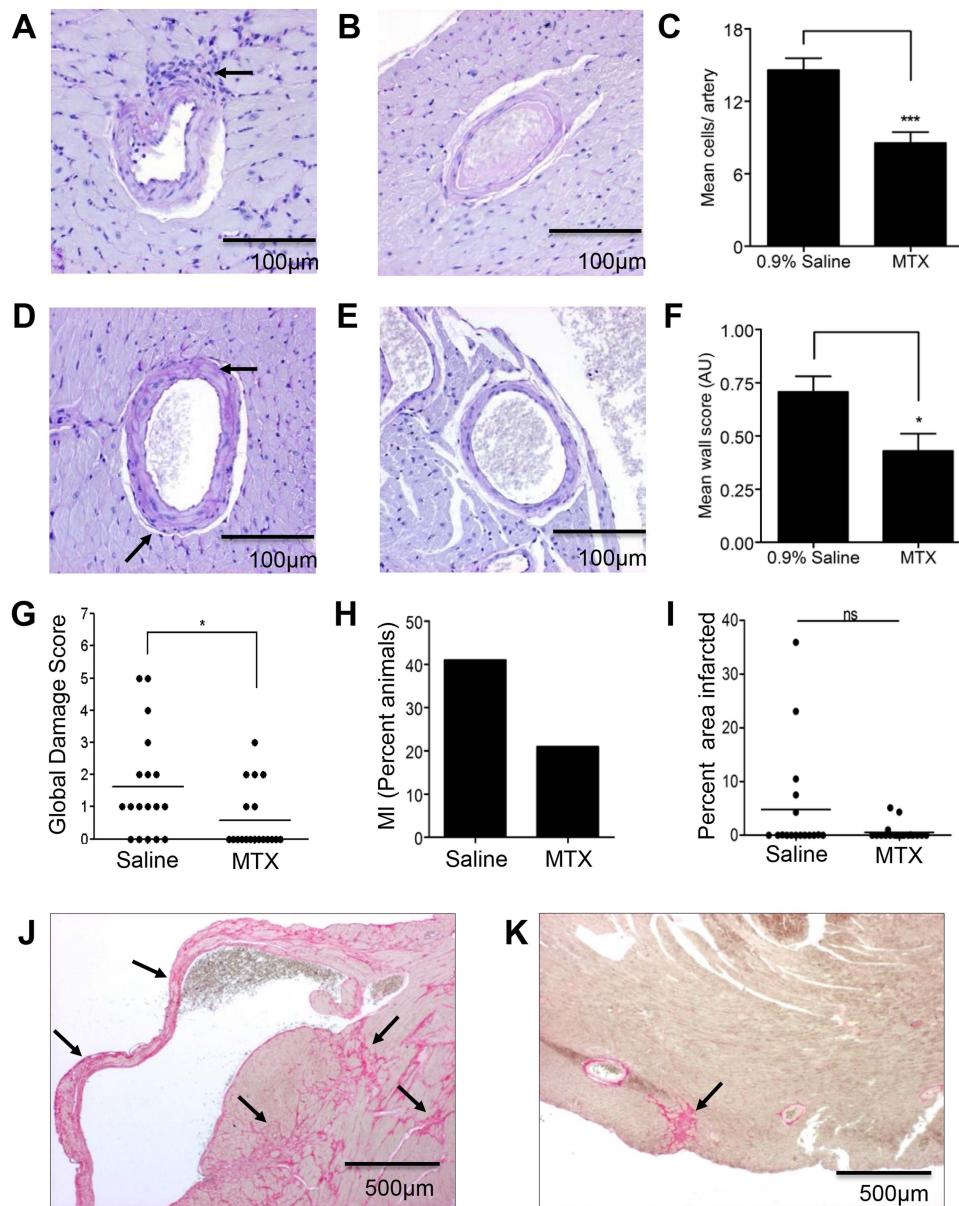 A
100µm
B
100µm
C
Mean cells/ artery
18
12
6
0
***
0.9% Saline
MTX
D
100µm
E
100µm
F
Mean wall score (AU)
1.00
0.75
0.50
0.25
0.00
*
0.9% Saline
MTX
G
Global Damage Score
7
6
5
4
3
2
1
0
*
Saline
MTX
H
MI (Percent animals)
50
40
30
20
10
0
Saline
MTX
I
Percent area infarcted
40
30
20
10
0
ns
Saline
MTX
J
500µm
K
500µm